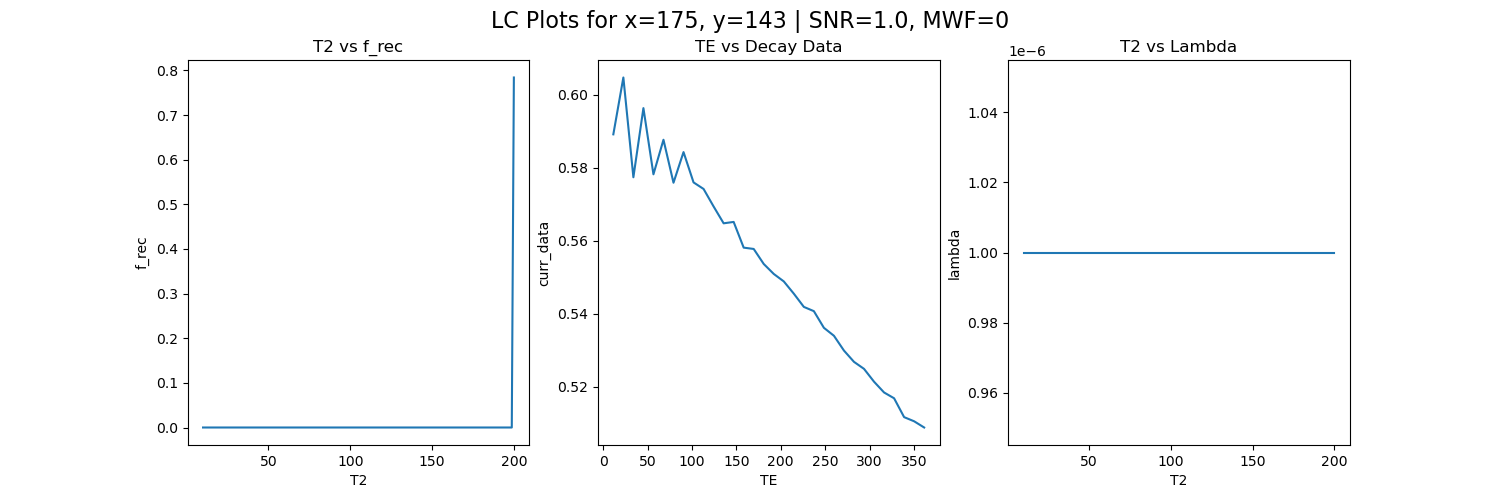 LC Plots for x=175, y=143 | SNR=1.0, MWF=0
T2 vs f_rec
0.8
0.7
0.6
0.5
0.4
0.3
0.2
0.1
0.0
f_rec
50 100 150 200
T2
TE vs Decay Data
0.60
0.58
0.56
0.54
0.52
curr_data
0 50 100 150 200 250 300 350
TE
T2 vs Lambda
1e−6
1.04
1.02
1.00
0.98
0.96
lambda
50 100 150 200
T2